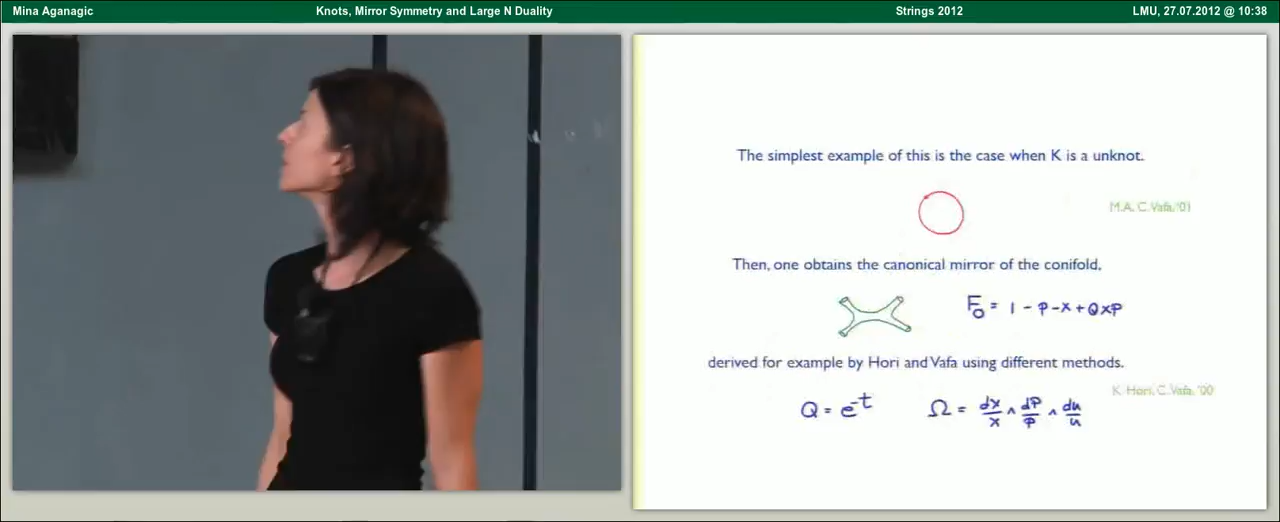 Mina Aganagic Knots, Mirror Symmetry and Large N Duality Strings 2012 LMU, 27.07.2012 @ 10:38
The simplest example of this is the case when K is a unknot.
M.A, C.Vafa,'01
Then, one obtains the canonical mirror of the conifold,
F₀ = 1 - P - x + Q x P
derived for example by Hori and Vafa using different methods.
K. Hori, C. Vafa, '00
Q = e^-t Ω = dx/x ∧ dP/P ∧ du/u